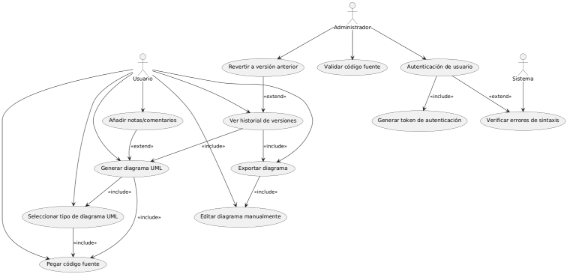 Administrador
Revertir a versión anterior
Validar código fuente
Autenticación de usuario
Usuario
Sistema
«extend»
«include»
«extend»
Añadir notas/comentarios
Ver historial de versiones
Generar token de autenticación
Verificar errores de sintaxis
«extend»
«include»
«include»
Generar diagrama UML
Exportar diagrama
«include»
«include»
Seleccionar tipo de diagrama UML
«include»
Editar diagrama manualmente
«include»
Pegar código fuente